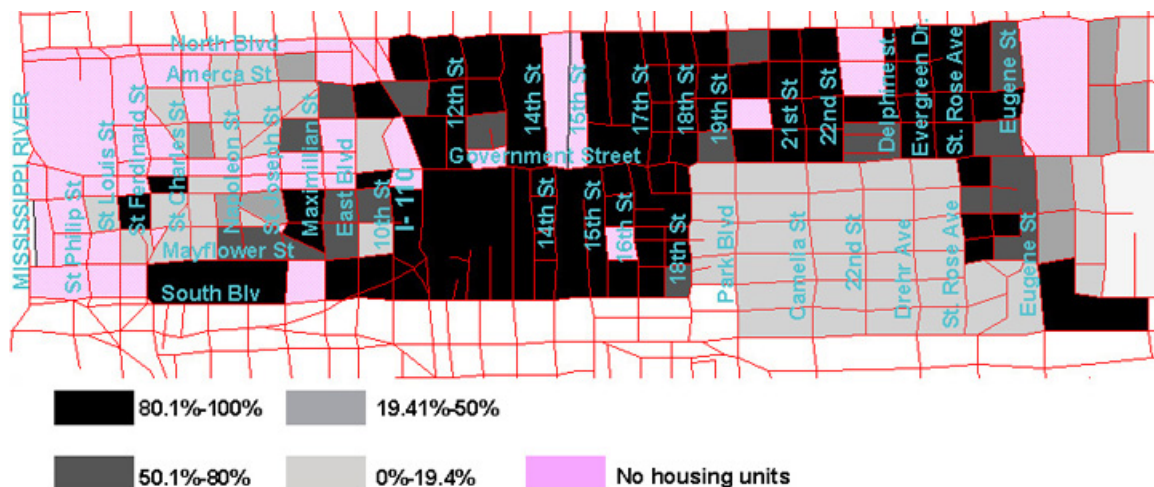 North Blvd
Amerca St
MISSISSIPPI RIVER
St Philip St
St Louis St
St Ferdinand St
St Charles St
Napoleon St
St Joseph St
Maximillian St
East Blvd
10th St
I- 110
12th St
14th St
15th St
17th St
18th St
19th St
21st St
22nd St
Delphine st.
Evergreen Dr.
St. Rose Ave
Eugene St
Government Street
Mayflower St
South Blv
14th St
15th St
16th St
18th St
Park Blvd
Camelia St
22nd St
Drehr Ave
St. Rose Ave
Eugene St
80.1%-100%
19.41%-50%
50.1%-80%
0%-19.4%
No housing units